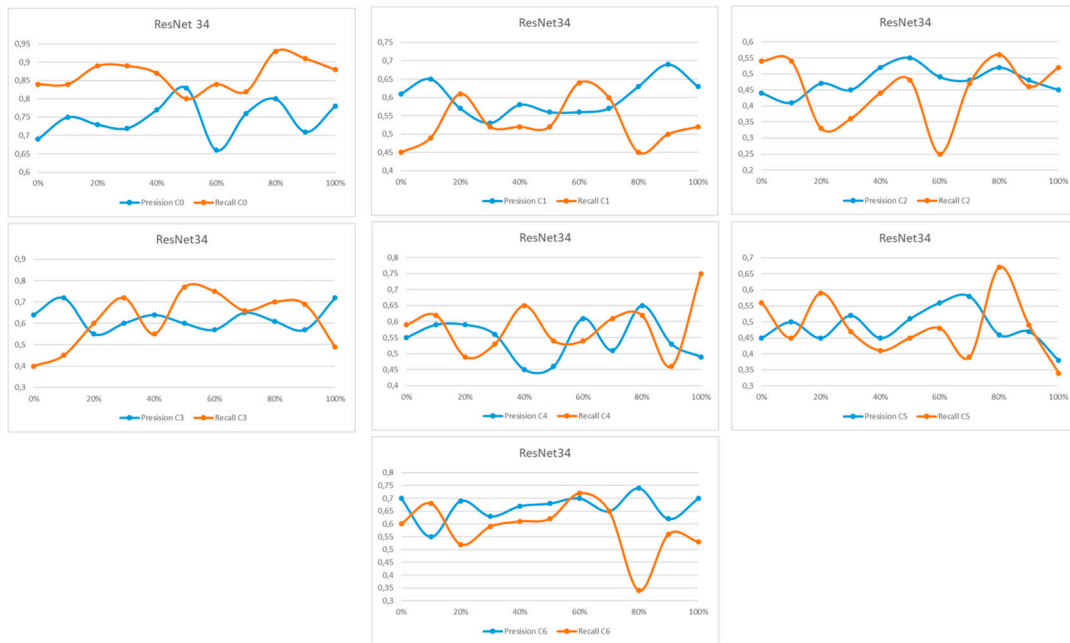 ResNet 34
0,95
0,9
0,85
0,8
0,75
0,7
0,65
0,6
0% 20% 40% 60% 80% 100%
Presision C0 Recall C0
ResNet34
0,75
0,7
0,65
0,6
0,55
0,5
0,45
0,4
0% 20% 40% 60% 80% 100%
Presision C1 Recall C1
ResNet34
0,6
0,55
0,5
0,45
0,4
0,35
0,3
0,25
0,2
0% 20% 40% 60% 80% 100%
Presision C2 Recall C2
ResNet34
0,9
0,8
0,7
0,6
0,5
0,4
0,3
0% 20% 40% 60% 80% 100%
Presision C3 Recall C3
ResNet34
0,8
0,75
0,7
0,65
0,6
0,55
0,5
0,45
0,4
0% 20% 40% 60% 80% 100%
Presision C4 Recall C4
ResNet34
0,7
0,65
0,6
0,55
0,5
0,45
0,4
0,35
0,3
0% 20% 40% 60% 80% 100%
Presision C5 Recall C5
ResNet34
0,8
0,75
0,7
0,65
0,6
0,55
0,5
0,45
0,4
0,35
0,3
0% 20% 40% 60% 80% 100%
Presision C6 Recall C6